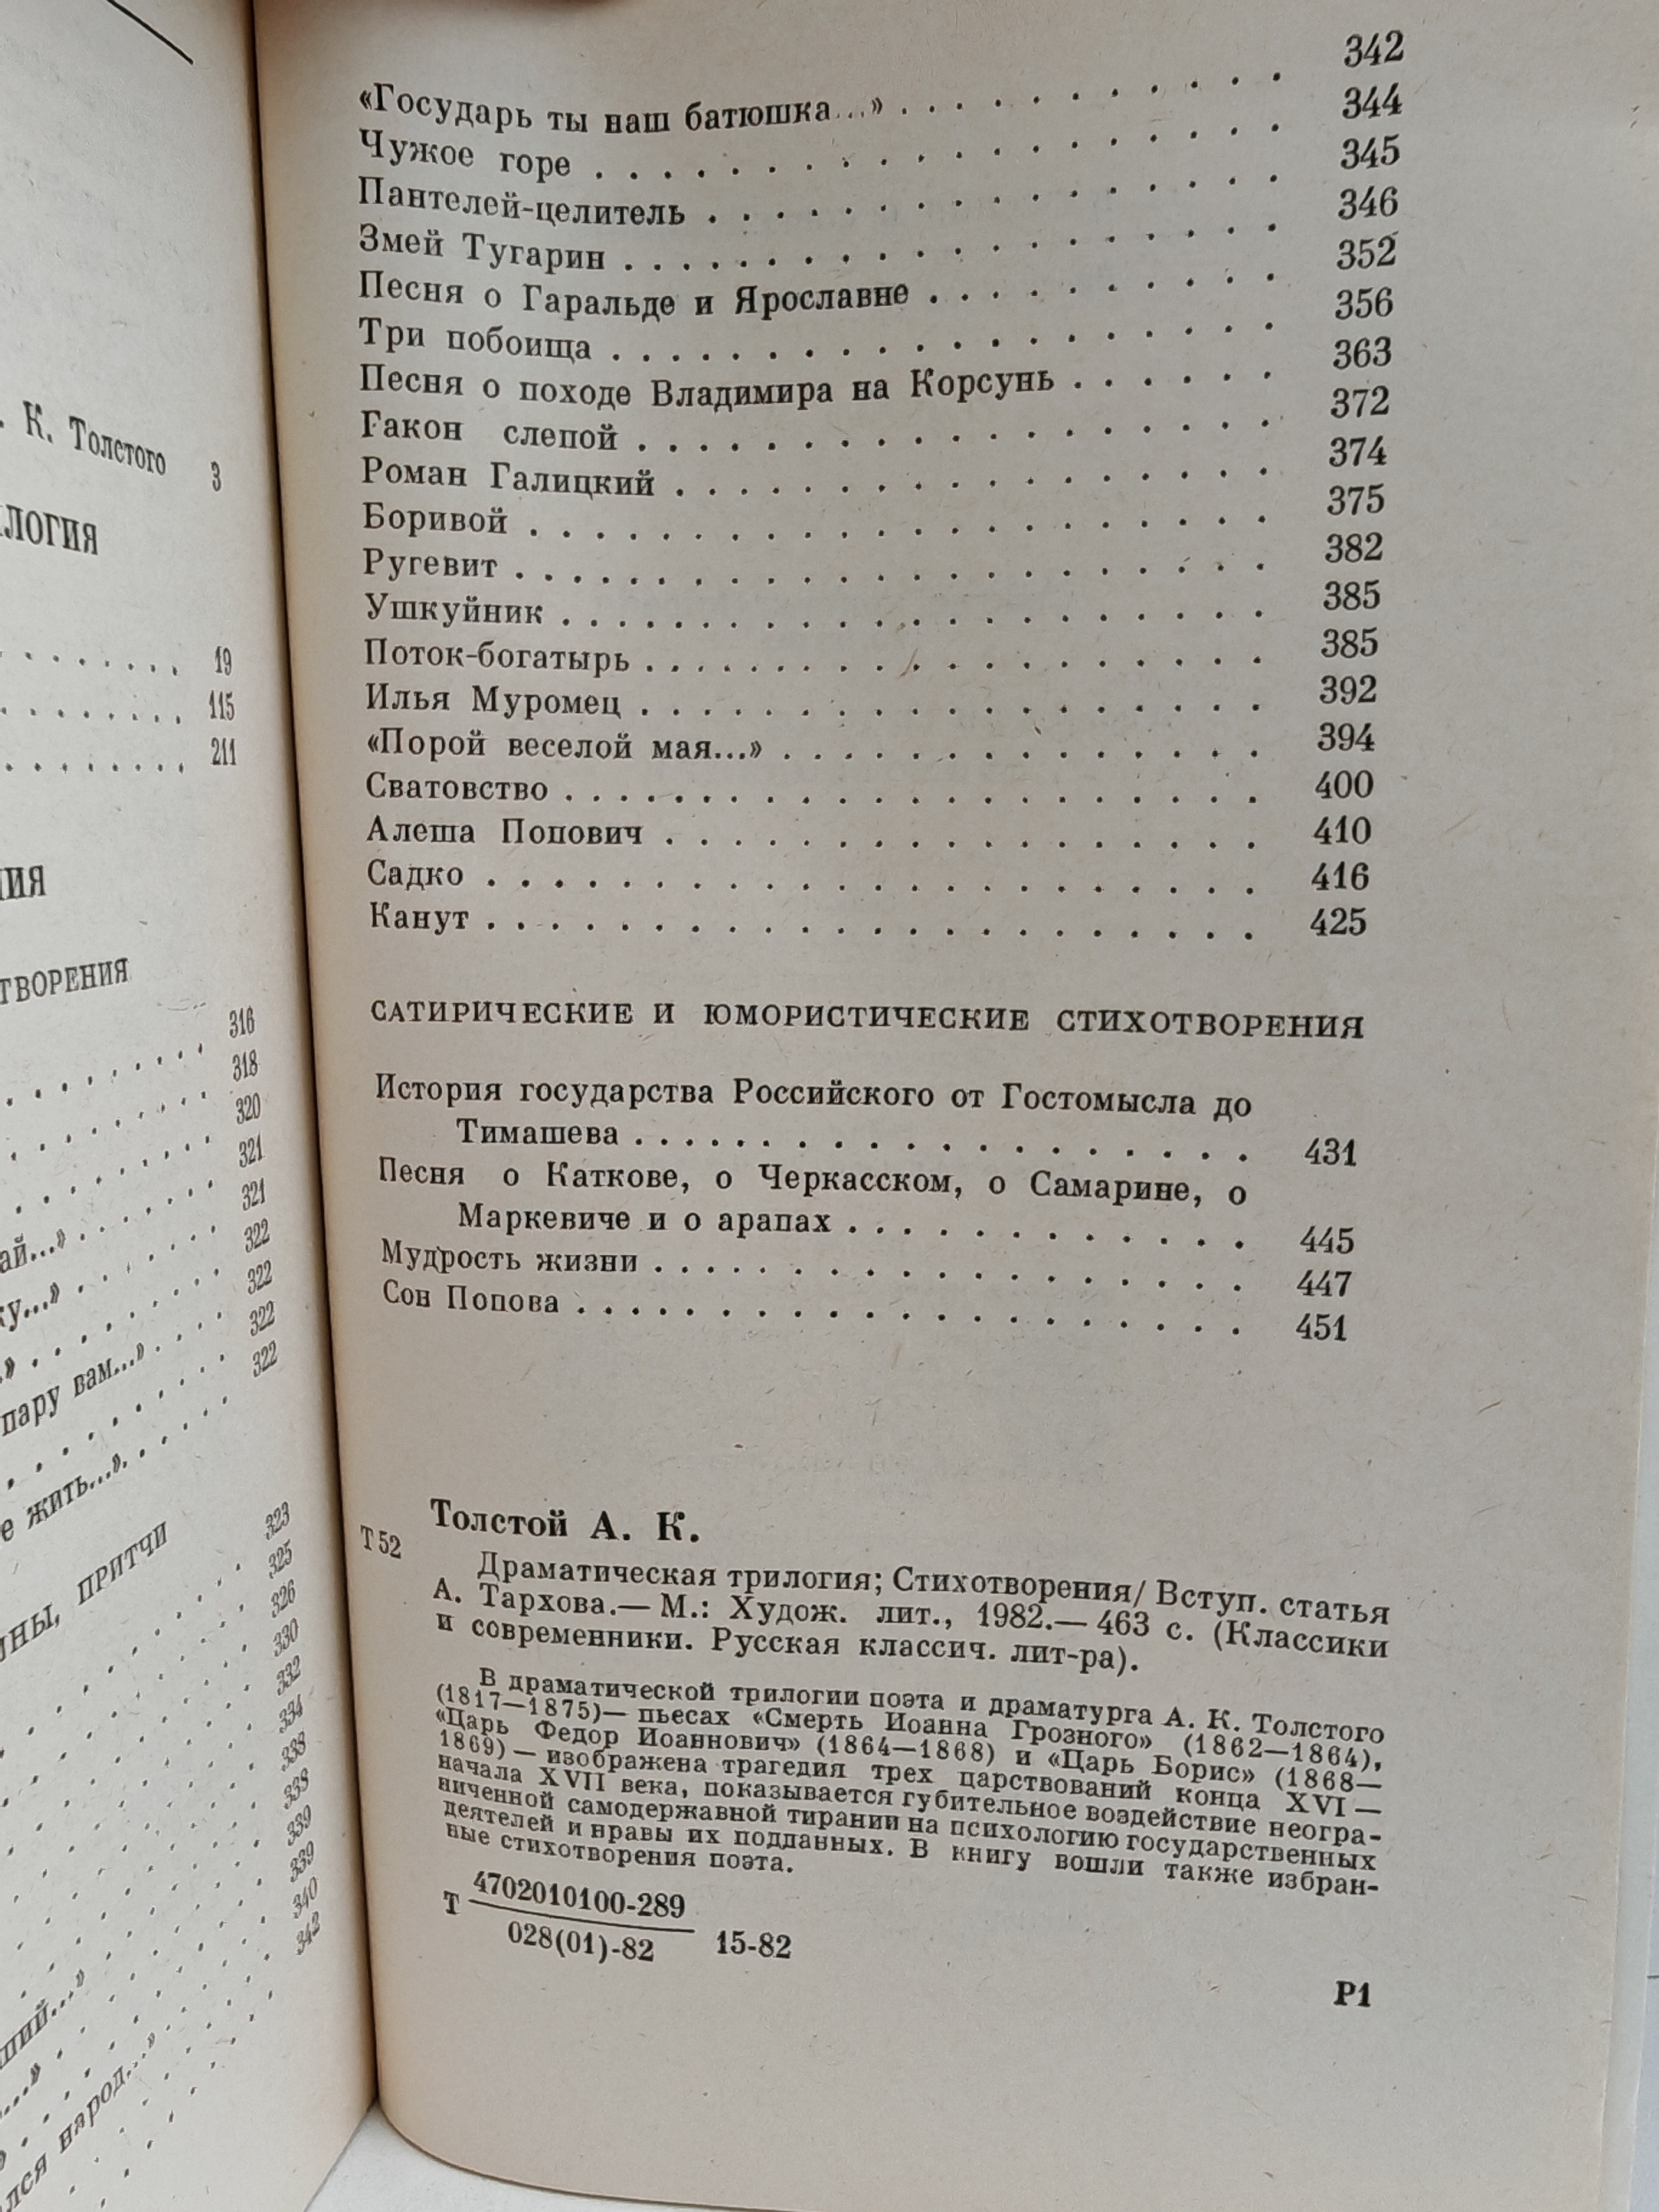 . К. Толстого 3
19
115
211
316
318
320
321
321
322
322
322
322
пару вам...»
е жить...».
ПРИТЧИ
323
325
326
330
332
334
338
338
339
339
340
342
народ...»
«Государь ты наш батюшка...» . . . . . . . . . . 342
Чужое горе . . . . . . . . . . 344
Пантелей-целитель . . . . . . . . . . 345
Змей Тугарин . . . . . . . . . . 346
Песня о Гаральде и Ярославне . . . . . . . . . . 352
Три побоища . . . . . . . . . . 356
Песня о походе Владимира на Корсунь . . . . . . 363
Гакон слепой . . . . . . . . . . 372
Роман Галицкий . . . . . . . . . . 374
Боривой . . . . . . . . . . 375
Ругевит . . . . . . . . . . 382
Ушкуйник . . . . . . . . . . 385
Поток-богатырь . . . . . . . . . . 385
Илья Муромец . . . . . . . . . . 392
«Порой веселой мая...» . . . . . . . . . . 394
Сватовство . . . . . . . . . . 400
Алеша Попович . . . . . . . . . . 410
Садко . . . . . . . . . . 416
Канут . . . . . . . . . . 425
САТИРИЧЕСКИЕ И ЮМОРИСТИЧЕСКИЕ СТИХОТВОРЕНИЯ
История государства Российского от Гостомысла до
Тимашева . . . . . . . . . . 431
Песня о Каткове, о Черкасском, о Самарине, о
Маркевиче и о арапах . . . . . . . . . . 445
Мудрость жизни . . . . . . . . . . 447
Сон Попова . . . . . . . . . . 451
Толстой А. К.
Т 52
Драматическая трилогия; Стихотворения/ Вступ. статья
А. Тархова.— М.: Худож. лит., 1982.— 463 с. (Классики
и современники. Русская классич. лит-ра).
В драматической трилогии поэта и драматурга А. К. Толстого
(1817—1875)— пьесах «Смерть Иоанна Грозного» (1862—1864),
«Царь Федор Иоаннович» (1864—1868) и «Царь Борис» (1868—
1869) — изображена трагедия трех царствований конца XVI —
начала XVII века, показывается губительное воздействие неогра-
ниченной самодержавной тирании на психологию государственных
деятелей и нравы их подданных. В книгу вошли также избран-
ные стихотворения поэта.
4702010100-289
Т
028(01)-82 15-82
Р1